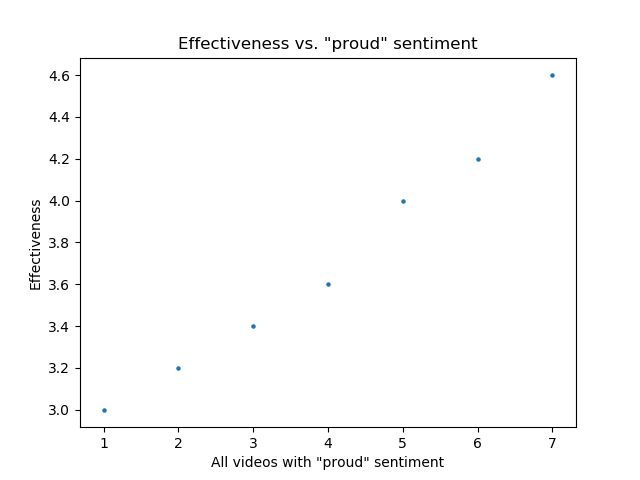 Effectiveness vs. "proud" sentiment
4.6
4.4
4.2
4.0
3.8
3.6
3.4
3.2
3.0
Effectiveness
1 2 3 4 5 6 7
All videos with "proud" sentiment